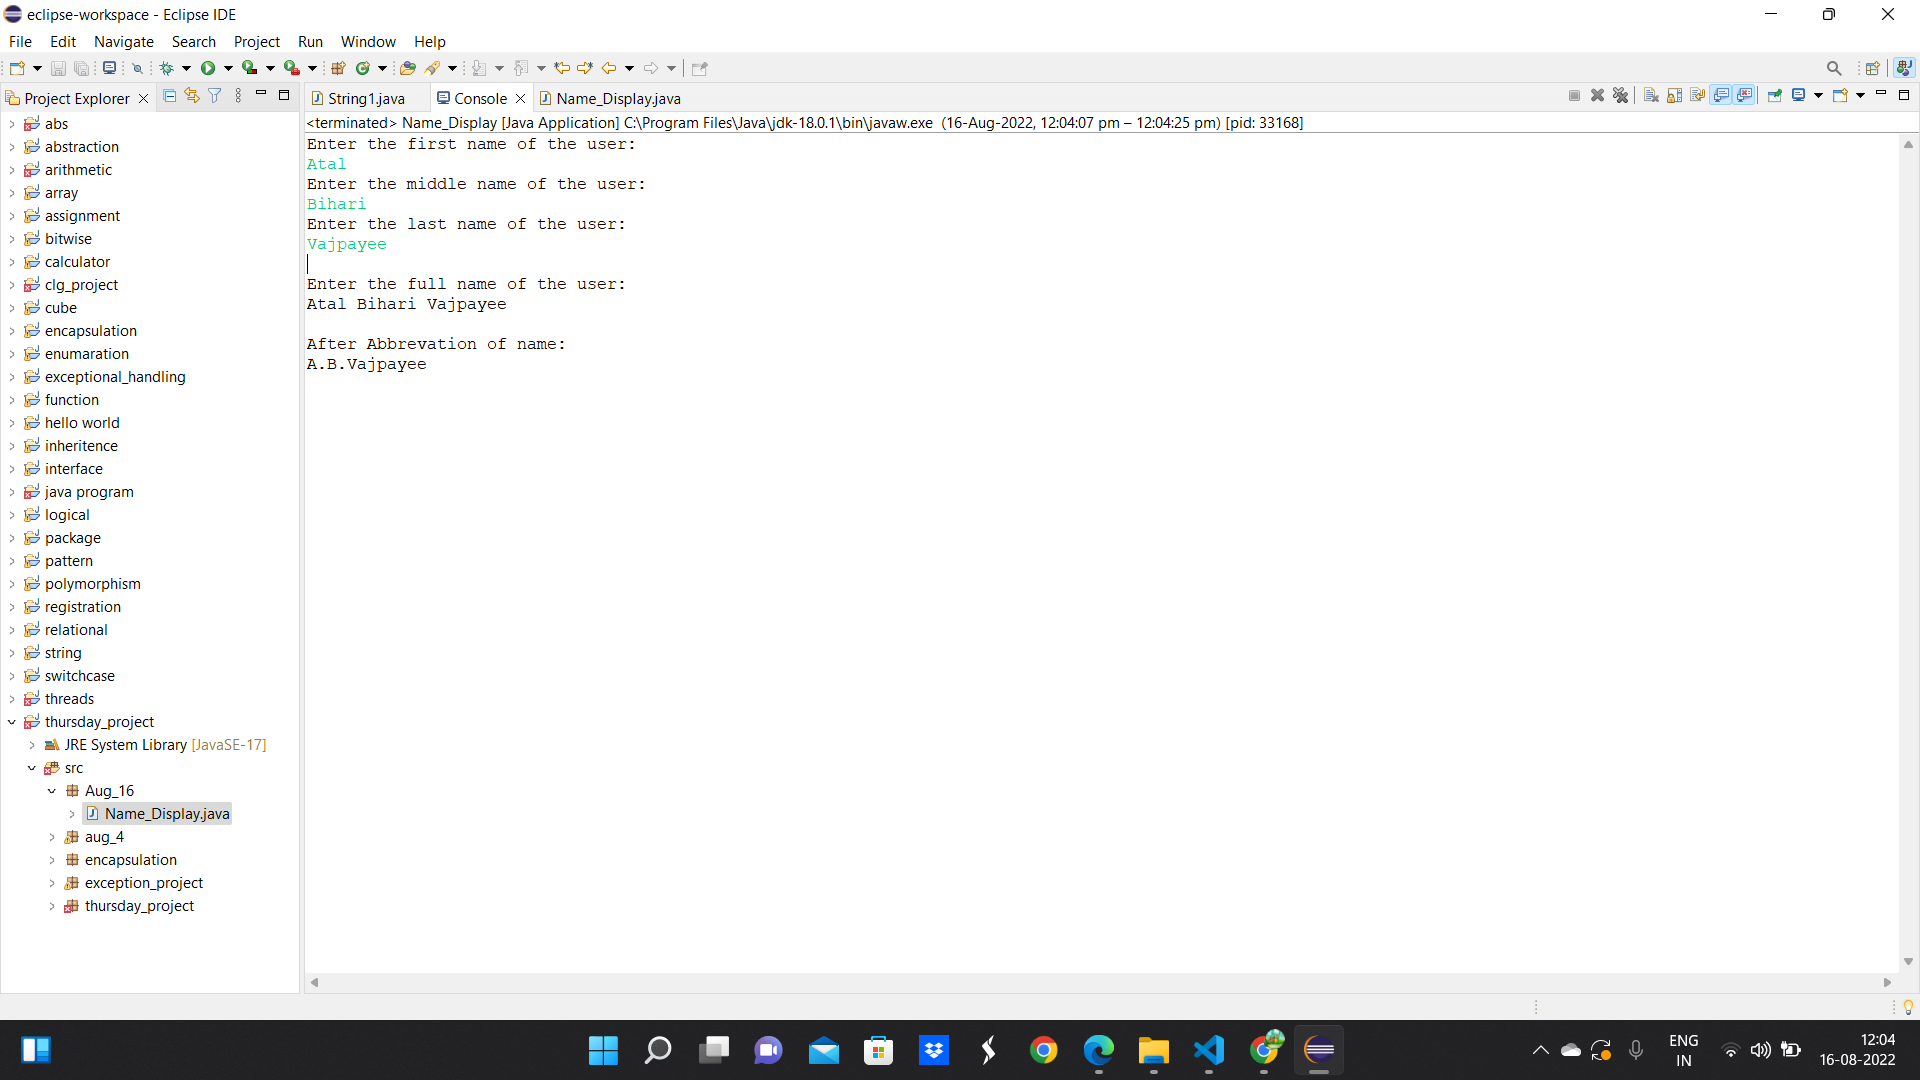 eclipse-workspace - Eclipse IDE
File Edit Navigate Search Project Run Window Help
Project Explorer
String1.java
Console
Name_Display.java
<terminated> Name_Display [Java Application] C:\Program Files\Java\jdk-18.0.1\bin\javaw.exe (16-Aug-2022, 12:04:07 pm – 12:04:25 pm) [pid: 33168]
abs
abstraction
arithmetic
array
assignment
bitwise
calculator
clg_project
cube
encapsulation
enumaration
exceptional_handling
function
hello world
inheritence
interface
java program
logical
package
pattern
polymorphism
registration
relational
string
switchcase
threads
thursday_project
JRE System Library [JavaSE-17]
src
Aug_16
Name_Display.java
aug_4
encapsulation
exception_project
thursday_project
Enter the first name of the user:
Atal
Enter the middle name of the user:
Bihari
Enter the last name of the user:
Vajpayee
Enter the full name of the user:
Atal Bihari Vajpayee
After Abbrevation of name:
A.B.Vajpayee
ENG
IN
12:04
16-08-2022